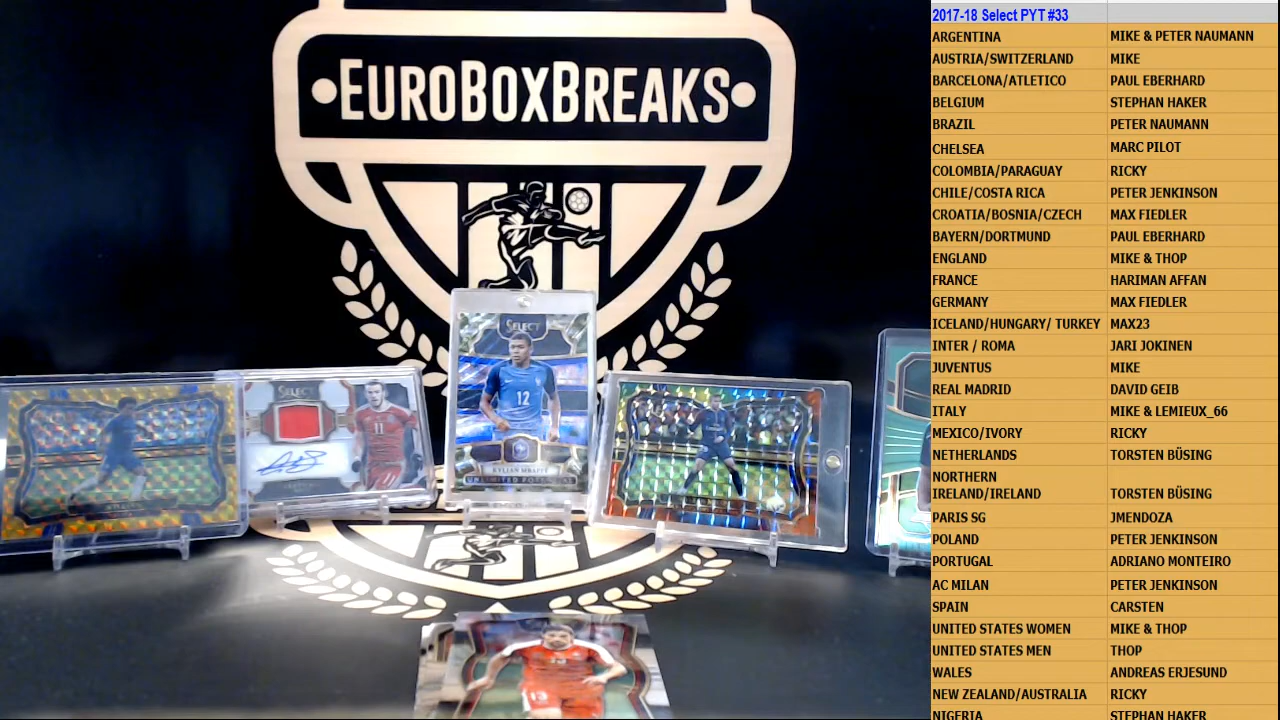 EUROBOXBREAKS
SELECT
12
KYLIAN MBAPPÉ
UNLIMITED POTENTIAL
SELECT
11
13
2017-18 Select PYT #33
ARGENTINA MIKE & PETER NAUMANN
AUSTRIA/SWITZERLAND MIKE
BARCELONA/ATLETICO PAUL EBERHARD
BELGIUM STEPHAN HAKER
BRAZIL PETER NAUMANN
CHELSEA MARC PILOT
COLOMBIA/PARAGUAY RICKY
CHILE/COSTA RICA PETER JENKINSON
CROATIA/BOSNIA/CZECH MAX FIEDLER
BAYERN/DORTMUND PAUL EBERHARD
ENGLAND MIKE & THOP
FRANCE HARIMAN AFFAN
GERMANY MAX FIEDLER
ICELAND/HUNGARY/ TURKEY MAX23
INTER / ROMA JARI JOKINEN
JUVENTUS MIKE
REAL MADRID DAVID GEIB
ITALY MIKE & LEMIEUX_66
MEXICO/IVORY RICKY
NETHERLANDS TORSTEN BÜSING
NORTHERN
IRELAND/IRELAND TORSTEN BÜSING
PARIS SG JMENDOZA
POLAND PETER JENKINSON
PORTUGAL ADRIANO MONTEIRO
AC MILAN PETER JENKINSON
SPAIN CARSTEN
UNITED STATES WOMEN MIKE & THOP
UNITED STATES MEN THOP
WALES ANDREAS ERJESUND
NEW ZEALAND/AUSTRALIA RICKY
NIGERIA STEPHAN HAKER